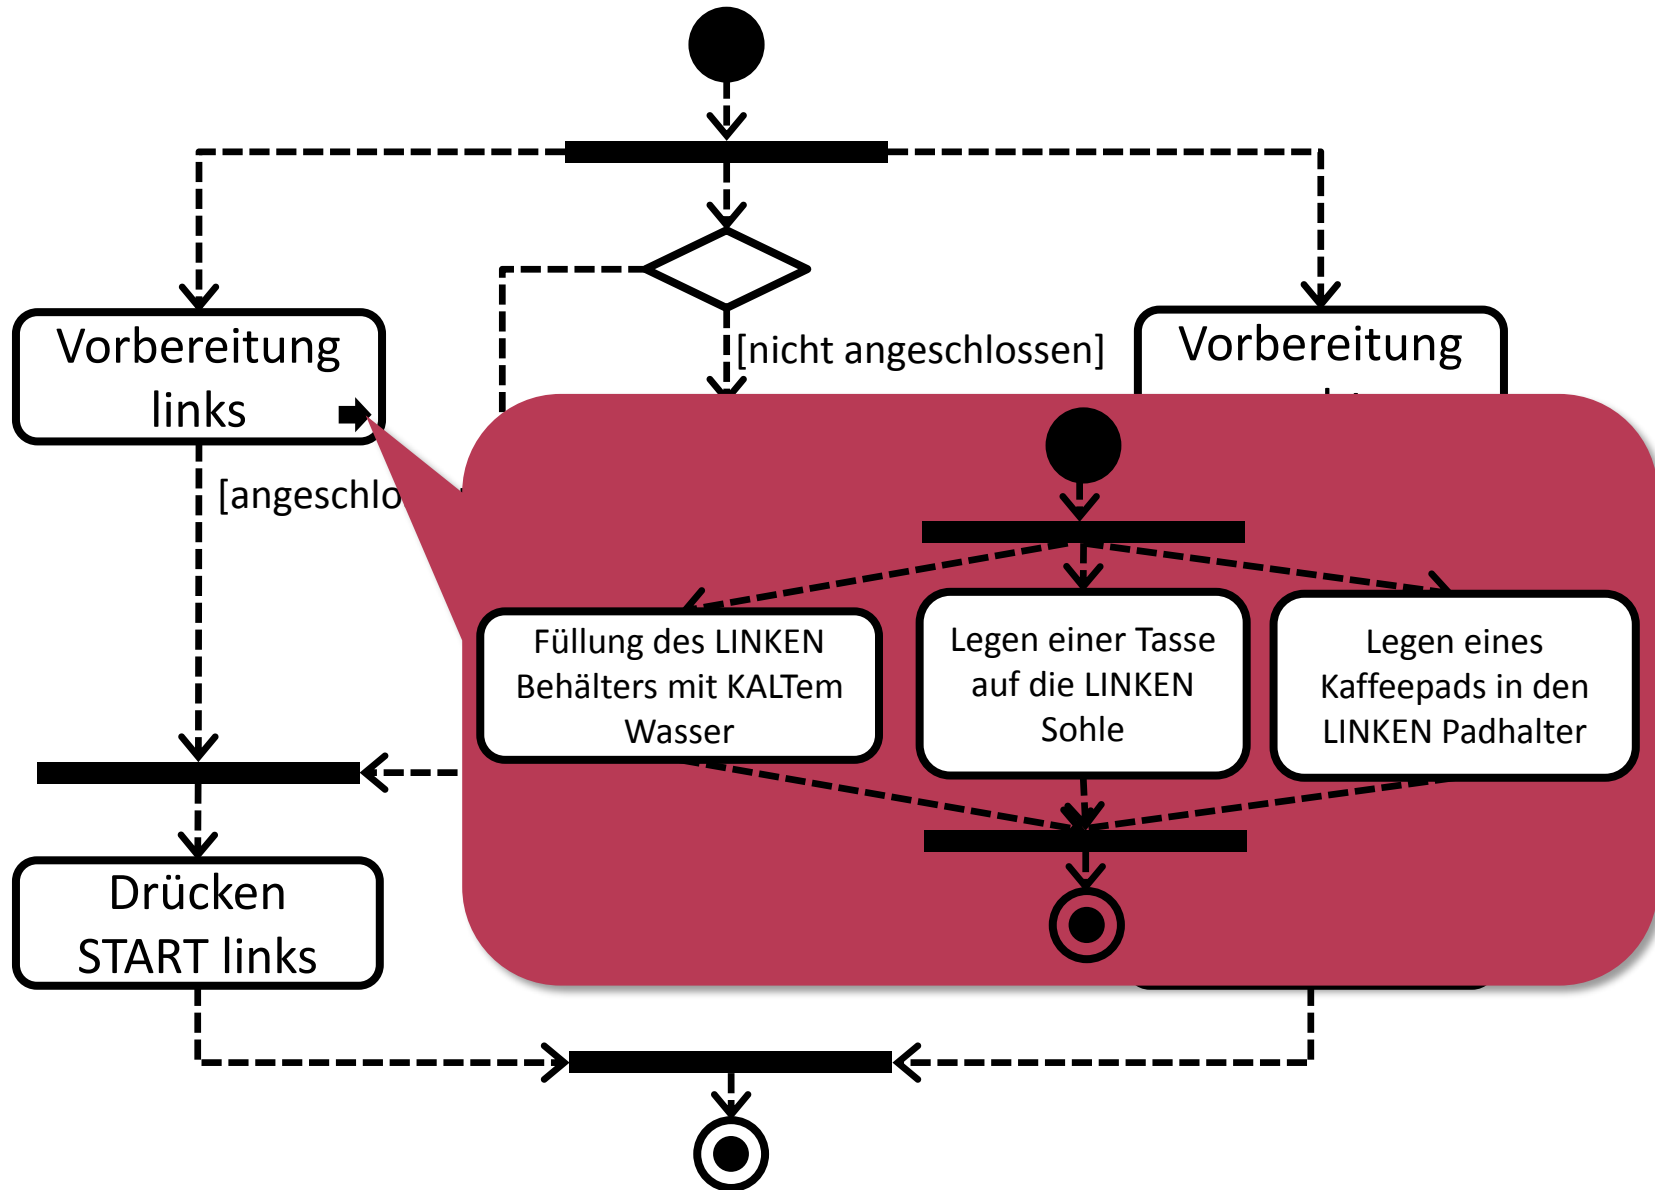 Vorbereitung
links
[nicht angeschlossen]
Vorbereitung
Füllung des LINKEN
Behälters mit KALTem
Wasser
Legen einer Tasse
auf die LINKEN
Sohle
Legen eines
Kaffeepads in den
LINKEN Padhalter
Drücken
START links